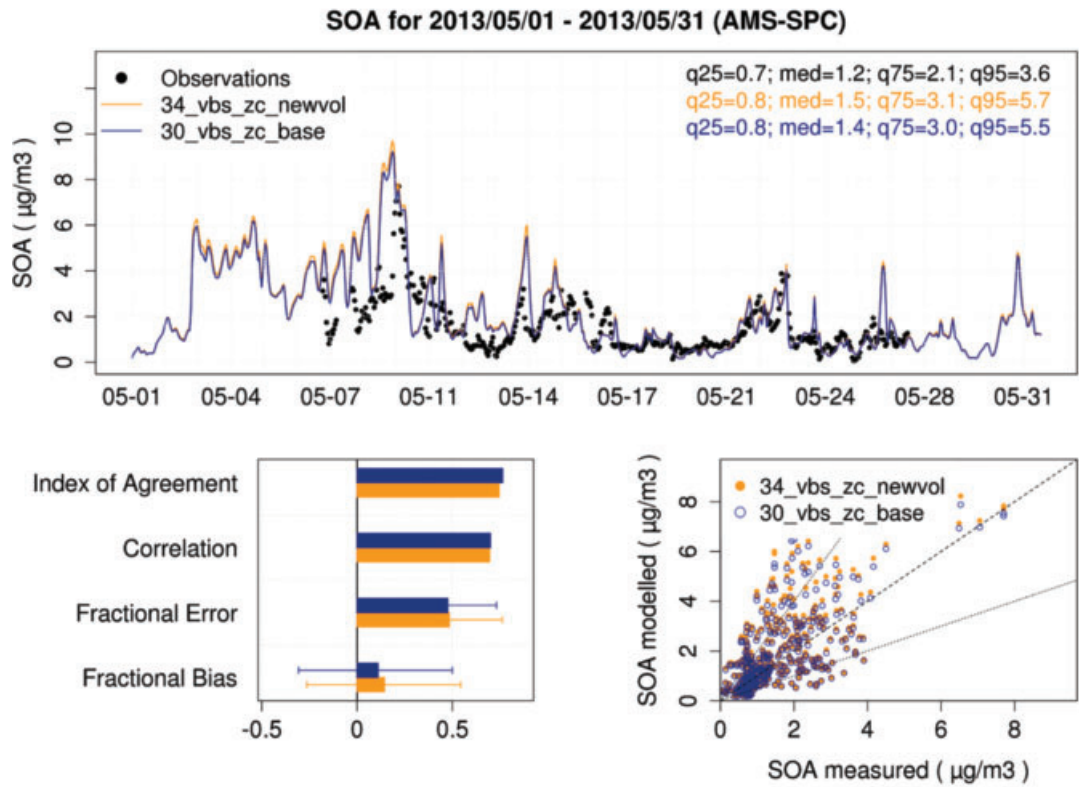 SOA for 2013/05/01 - 2013/05/31 (AMS-SPC)
Observations
34_vbs_zc_newvol
30_vbs_zc_base
q25=0.7; med=1.2; q75=2.1; q95=3.6
q25=0.8; med=1.5; q75=3.1; q95=5.7
q25=0.8; med=1.4; q75=3.0; q95=5.5
SOA ( µg/m3 )
10
8
6
4
2
0
05-01 05-04 05-07 05-11 05-14 05-17 05-21 05-24 05-28 05-31
Index of Agreement
Correlation
Fractional Error
Fractional Bias
-0.5 0 0.5
34_vbs_zc_newvol
30_vbs_zc_base
SOA modelled ( µg/m3 )
8
6
4
2
0
0 2 4 6 8
SOA measured ( µg/m3 )